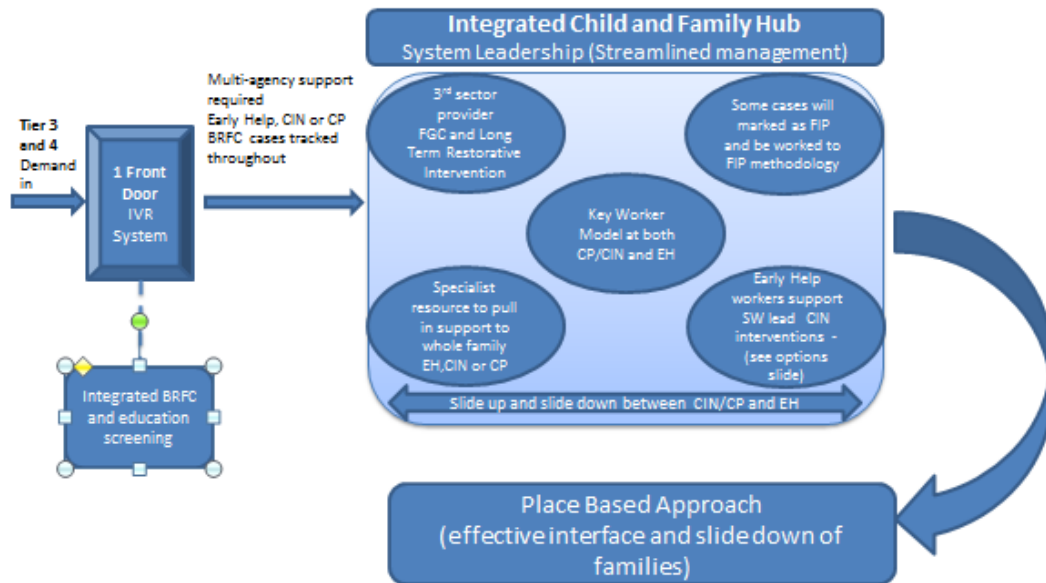 Integrated Child and Family Hub
System Leadership (Streamlined management)
Multi-agency support
required
Early Help, CIN or CP
BRFC cases tracked
throughout
Tier 3
and 4
Demand
in
1 Front
Door
IVR
System
3rd sector
provider
FGC and Long
Term Restorative
Intervention
Some cases will
marked as FIP
and be worked to
FIP methodology
Key Worker
Model at both
CP/CIN and EH
Specialist
resource to pull
in support to
whole family
EH,CIN or CP
Early Help
workers support
SW lead CIN
interventions -
(see options
slide)
Slide up and slide down between CIN/CP and EH
Integrated BRFC
and education
screening
Place Based Approach
(effective interface and slide down of
families)